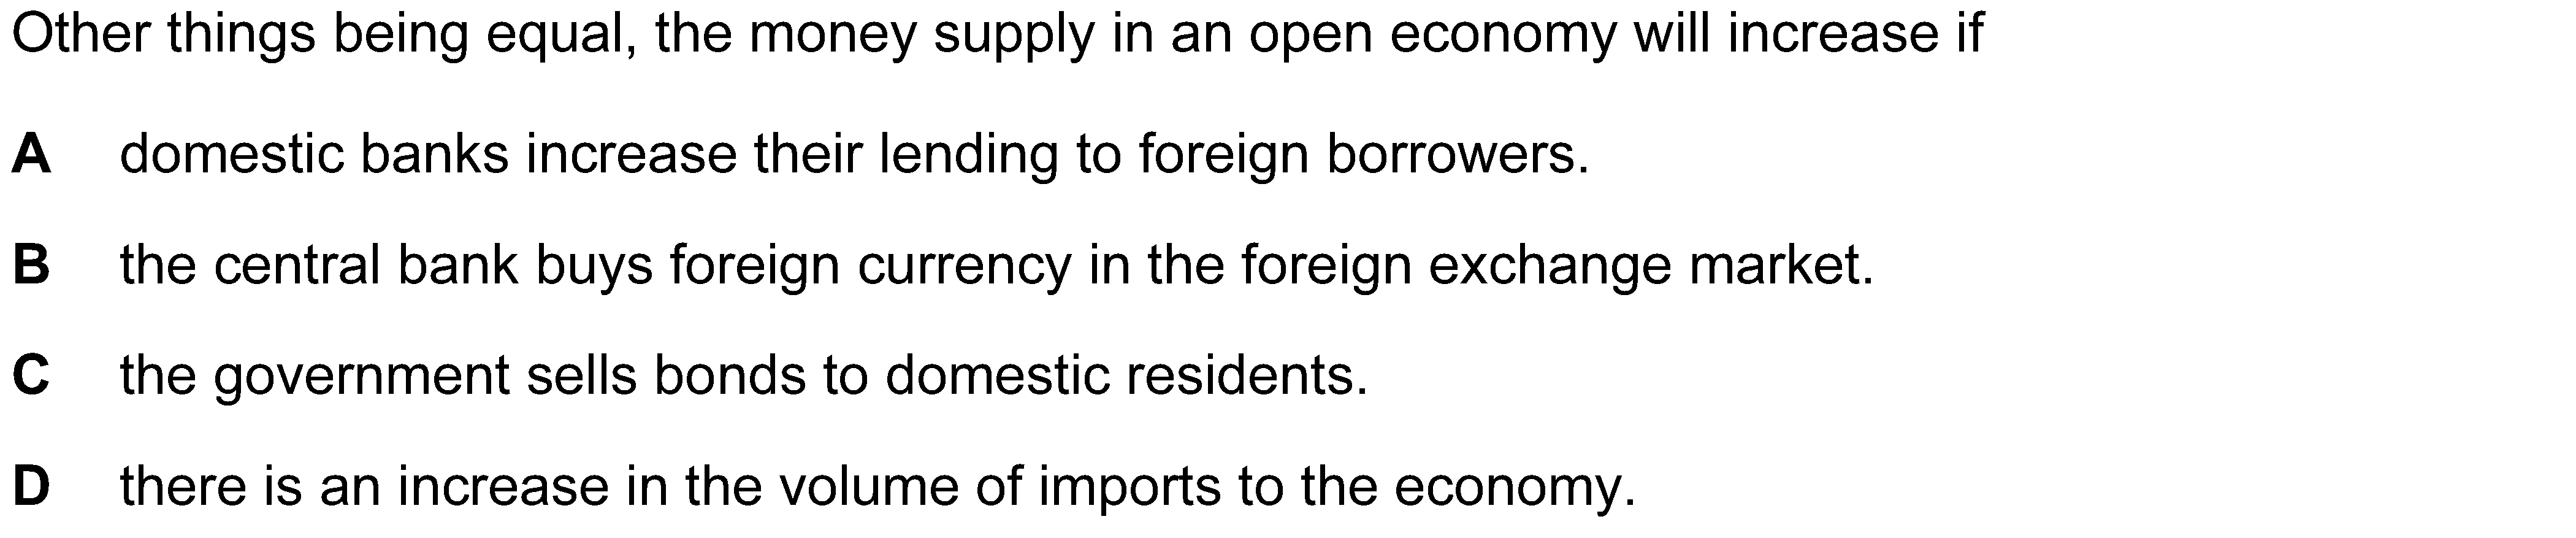 Other things being equal, the money supply in an open economy will increase if
A domestic banks increase their lending to foreign borrowers.
B the central bank buys foreign currency in the foreign exchange market.
C the government sells bonds to domestic residents.
D there is an increase in the volume of imports to the economy.